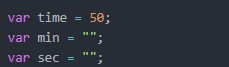 var time = 50;
var min = "";
var sec = "";